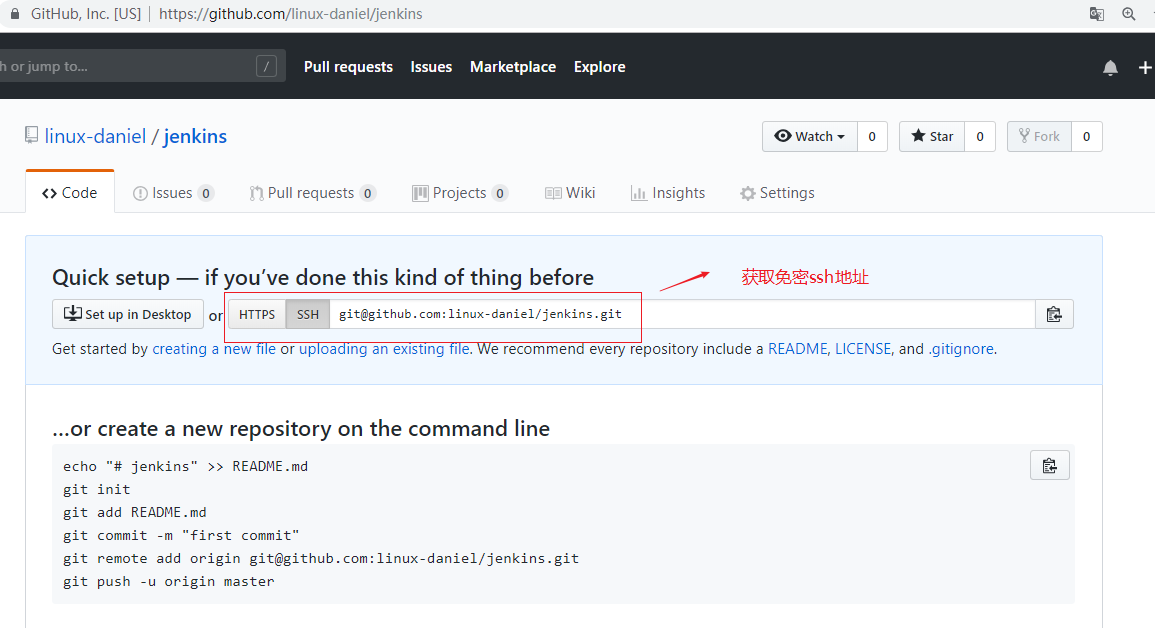 GitHub, Inc. [US] | https://github.com/linux-daniel/jenkins
h or jump to... / Pull requests Issues Marketplace Explore
linux-daniel / jenkins Watch 0 Star 0 Fork 0
Code Issues 0 Pull requests 0 Projects 0 Wiki Insights Settings
Quick setup — if you’ve done this kind of thing before
获取免密ssh地址
Set up in Desktop or HTTPS SSH git@github.com:linux-daniel/jenkins.git
Get started by creating a new file or uploading an existing file. We recommend every repository include a README, LICENSE, and .gitignore.
…or create a new repository on the command line
echo "# jenkins" >> README.md
git init
git add README.md
git commit -m "first commit"
git remote add origin git@github.com:linux-daniel/jenkins.git
git push -u origin master